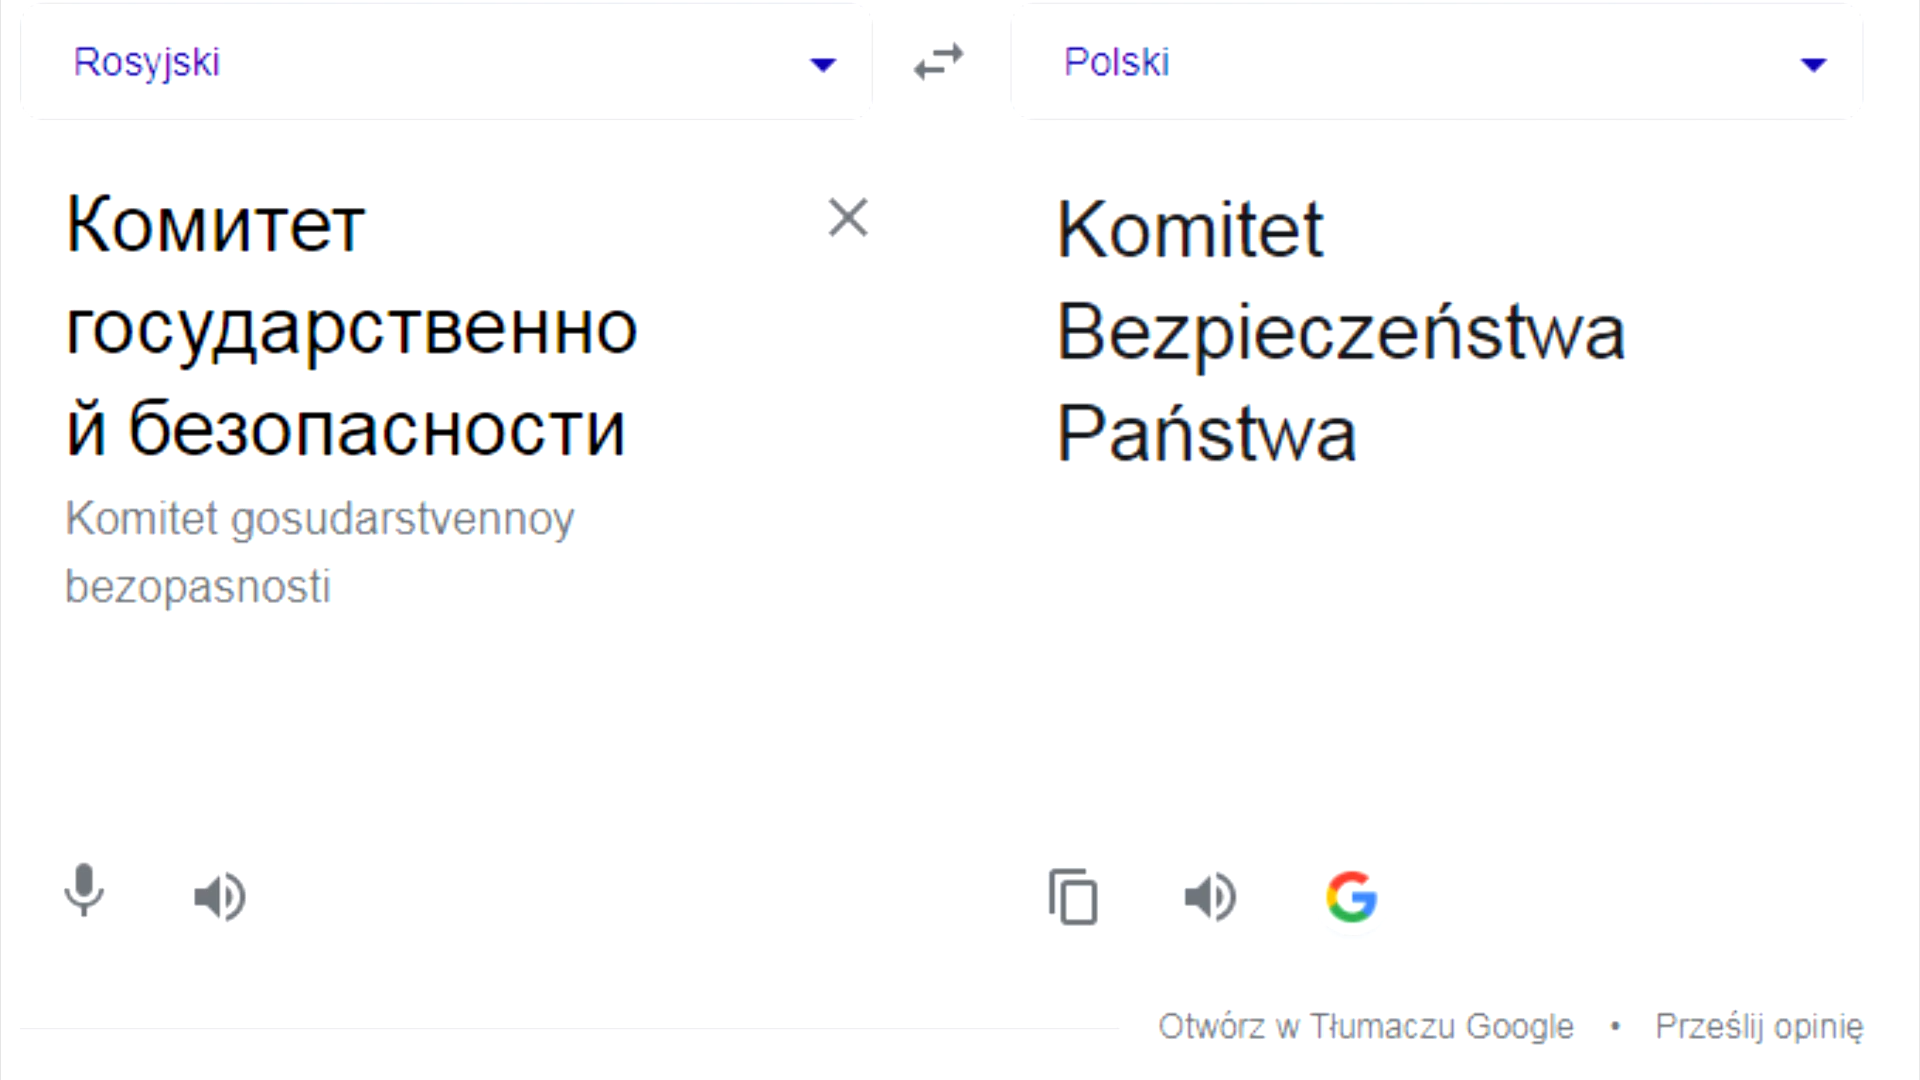 Rosyjski
Polski
Комитет
государственно
й безопасности
Komitet gosudarstvennoy
bezopasnosti
Komitet
Bezpieczeństwa
Państwa
Otwórz w Tłumaczu Google • Prześlij opinię